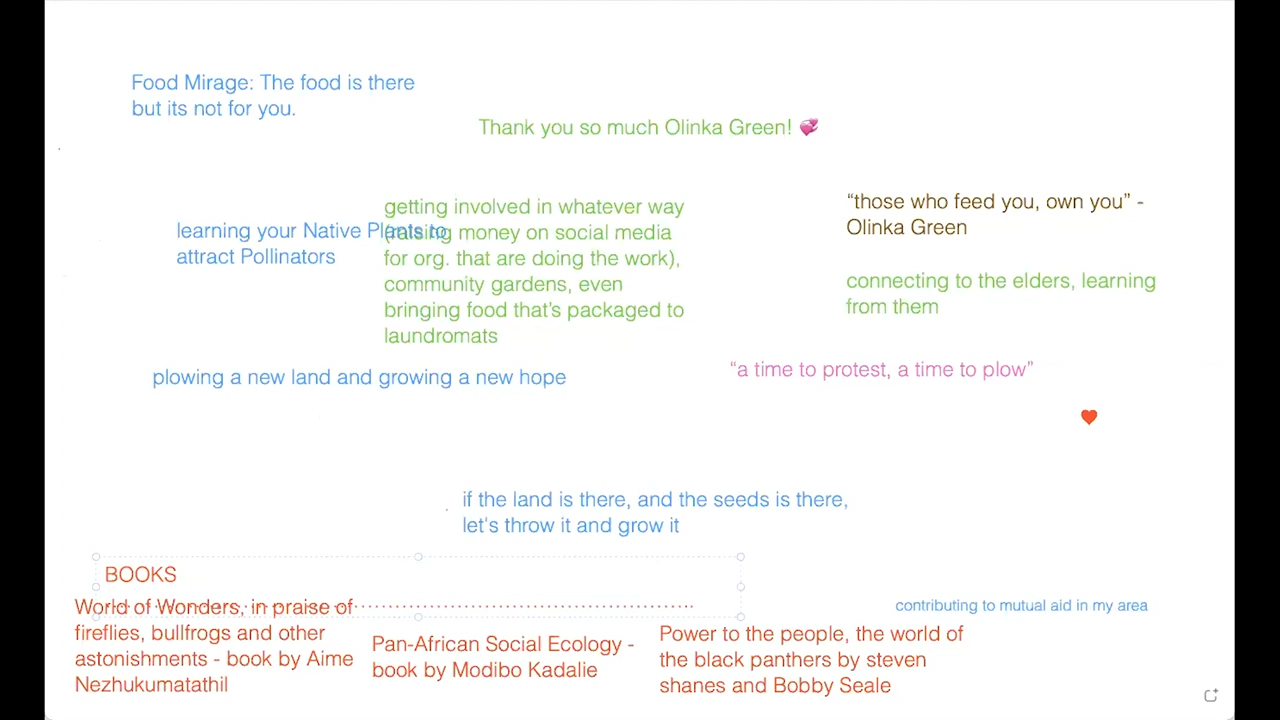 Food Mirage: The food is there
but its not for you.
Thank you so much Olinka Green! 💞
learning your Native Plants to
attract Pollinators
getting involved in whatever way
(raising money on social media
for org. that are doing the work),
community gardens, even
bringing food that's packaged to
laundromats
“those who feed you, own you” -
Olinka Green
connecting to the elders, learning
from them
plowing a new land and growing a new hope
“a time to protest, a time to plow”
if the land is there, and the seeds is there,
let's throw it and grow it
BOOKS
World of Wonders, in praise of
fireflies, bullfrogs and other
astonishments - book by Aime
Nezhukumatathil
Pan-African Social Ecology -
book by Modibo Kadalie
Power to the people, the world of
the black panthers by steven
shanes and Bobby Seale
contributing to mutual aid in my area